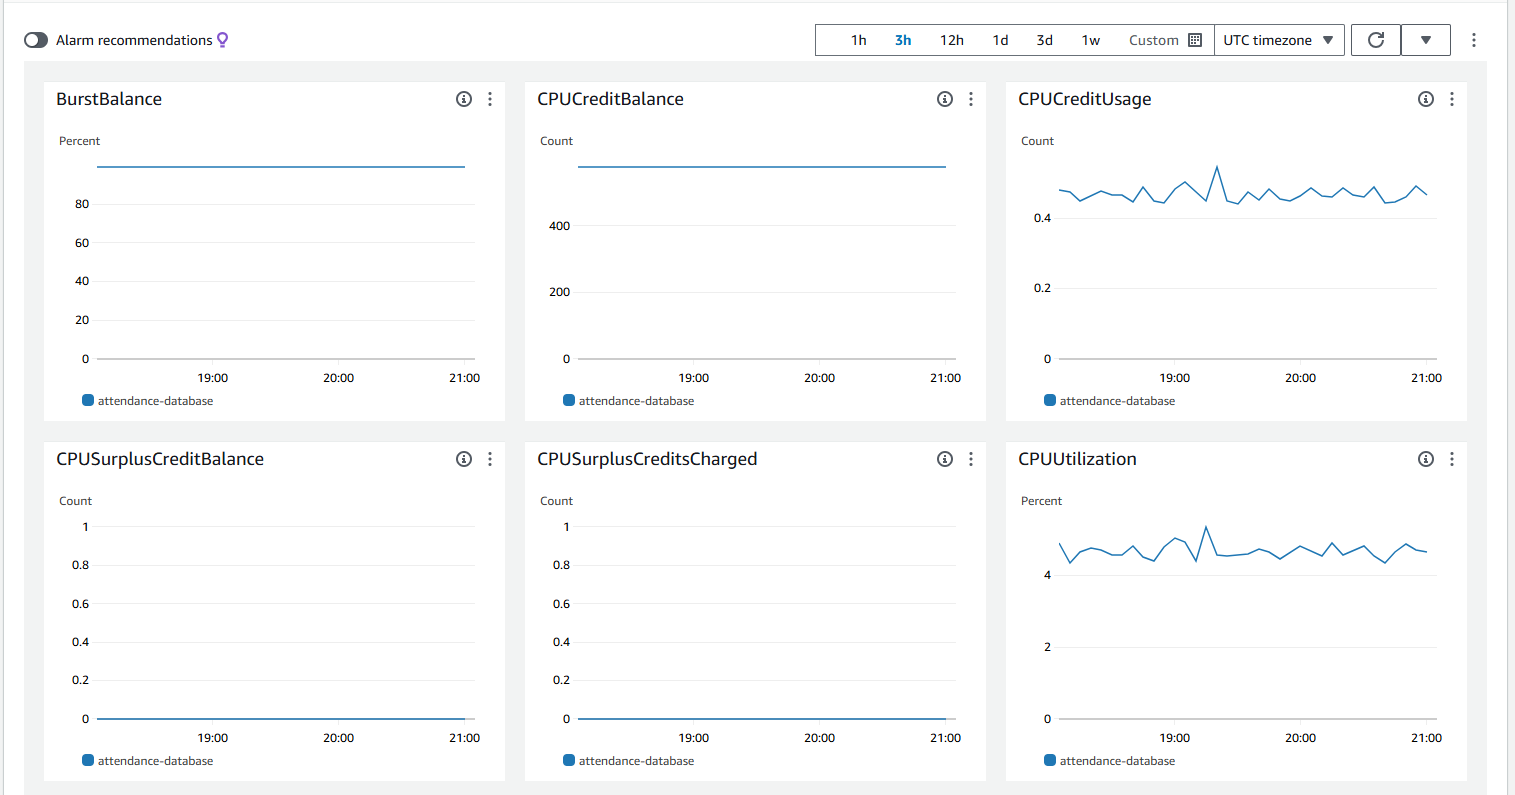 Alarm recommendations
1h 3h 12h 1d 3d 1w Custom UTC timezone
BurstBalance
Percent
80
60
40
20
0
19:00 20:00 21:00
attendance-database
CPUCreditBalance
Count
400
200
0
19:00 20:00 21:00
attendance-database
CPUCreditUsage
Count
0.4
0.2
0
19:00 20:00 21:00
attendance-database
CPUSurplusCreditBalance
Count
1
0.8
0.6
0.4
0.2
0
19:00 20:00 21:00
attendance-database
CPUSurplusCreditsCharged
Count
1
0.8
0.6
0.4
0.2
0
19:00 20:00 21:00
attendance-database
CPUUtilization
Percent
4
2
0
19:00 20:00 21:00
attendance-database